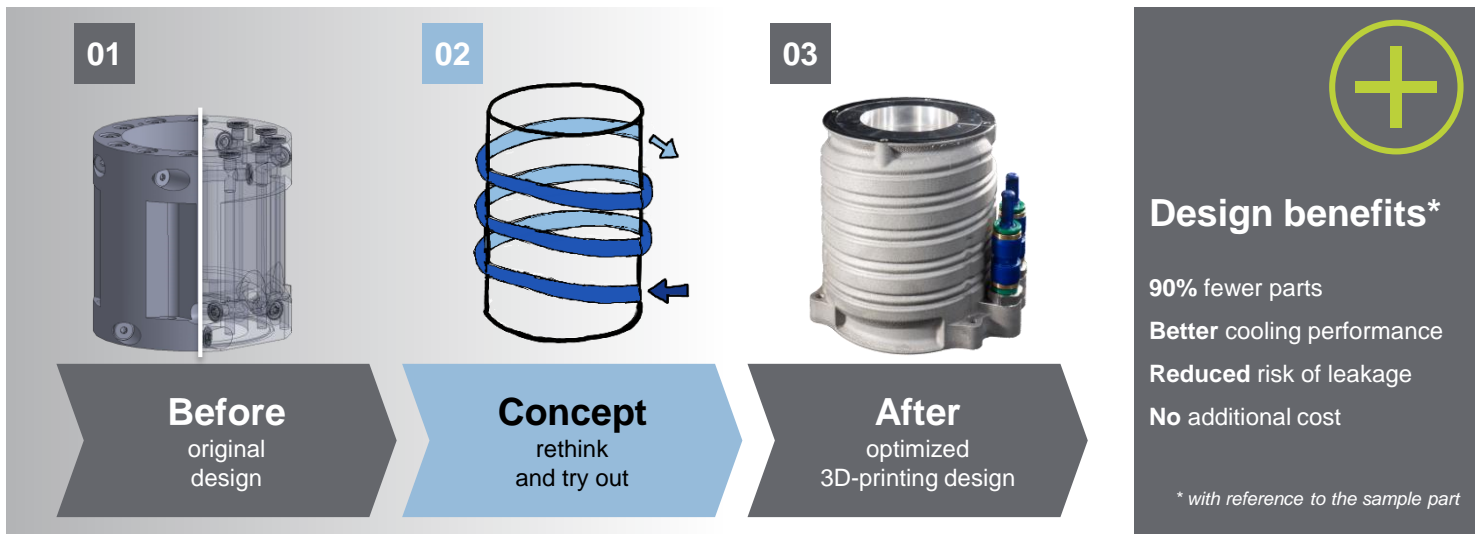 01
02
03
Before
original
design
Concept
rethink
and try out
After
optimized
3D-printing design
Design benefits*
90% fewer parts
Better cooling performance
Reduced risk of leakage
No additional cost
* with reference to the sample part